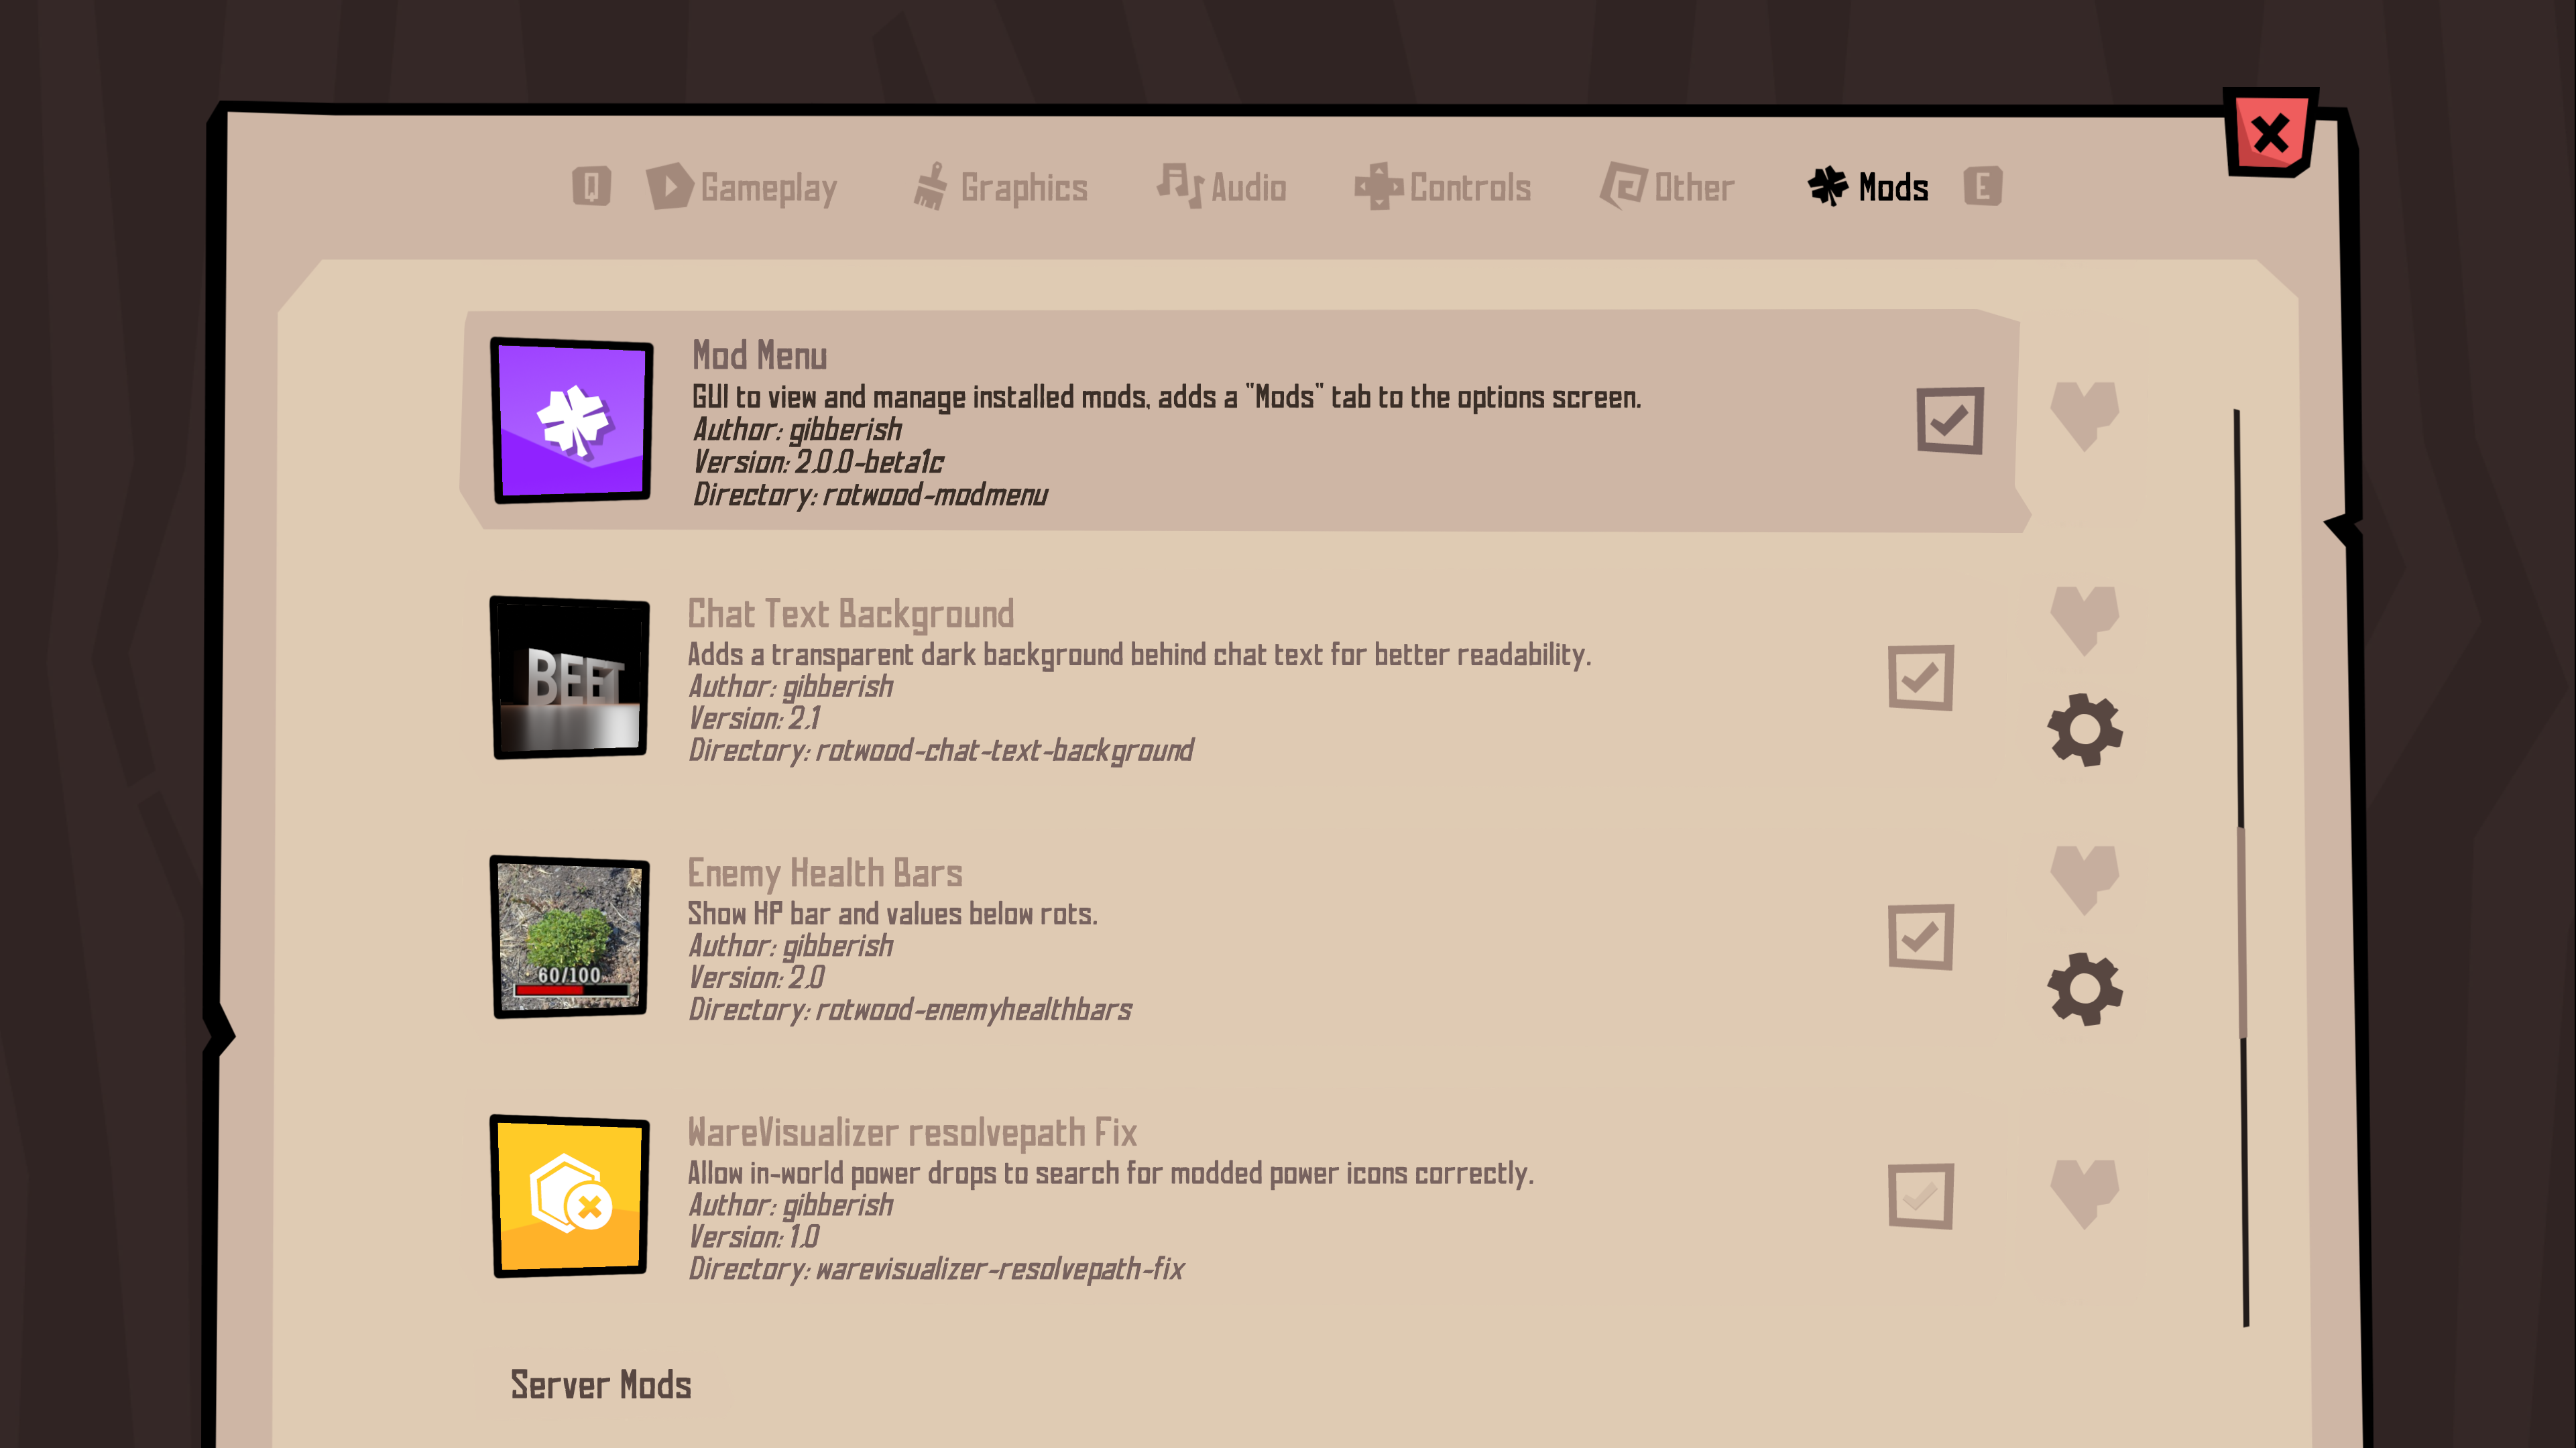 Q Gameplay Graphics Audio Controls Other Mods E
Mod Menu
GUI to view and manage installed mods, adds a "Mods" tab to the options screen.
Author: gibberish
Version: 2.0.0-beta1c
Directory: rotwood-modmenu
BEET
Chat Text Background
Adds a transparent dark background behind chat text for better readability.
Author: gibberish
Version: 2.1
Directory: rotwood-chat-text-background
60/100
Enemy Health Bars
Show HP bar and values below rots.
Author: gibberish
Version: 2.0
Directory: rotwood-enemyhealthbars
WareVisualizer resolvepath Fix
Allow in-world power drops to search for modded power icons correctly.
Author: gibberish
Version: 1.0
Directory: warevisualizer-resolvepath-fix
Server Mods